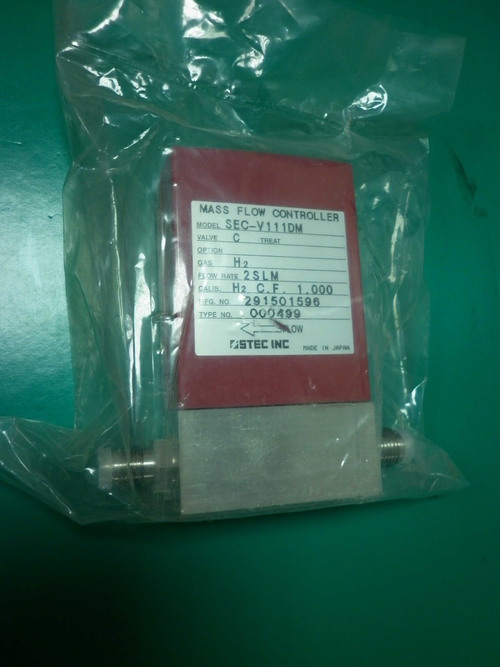 MASS FLOW CONTROLLER
MODEL SEC-V111DM
VALVE C TREAT
OPTION
GAS H2
FLOW RATE 2SLM
CALIB. H2 C.F. 1.000
MFG. NO. 291501596
TYPE NO. 000499
FLOW
STEC INC MADE IN JAPAN